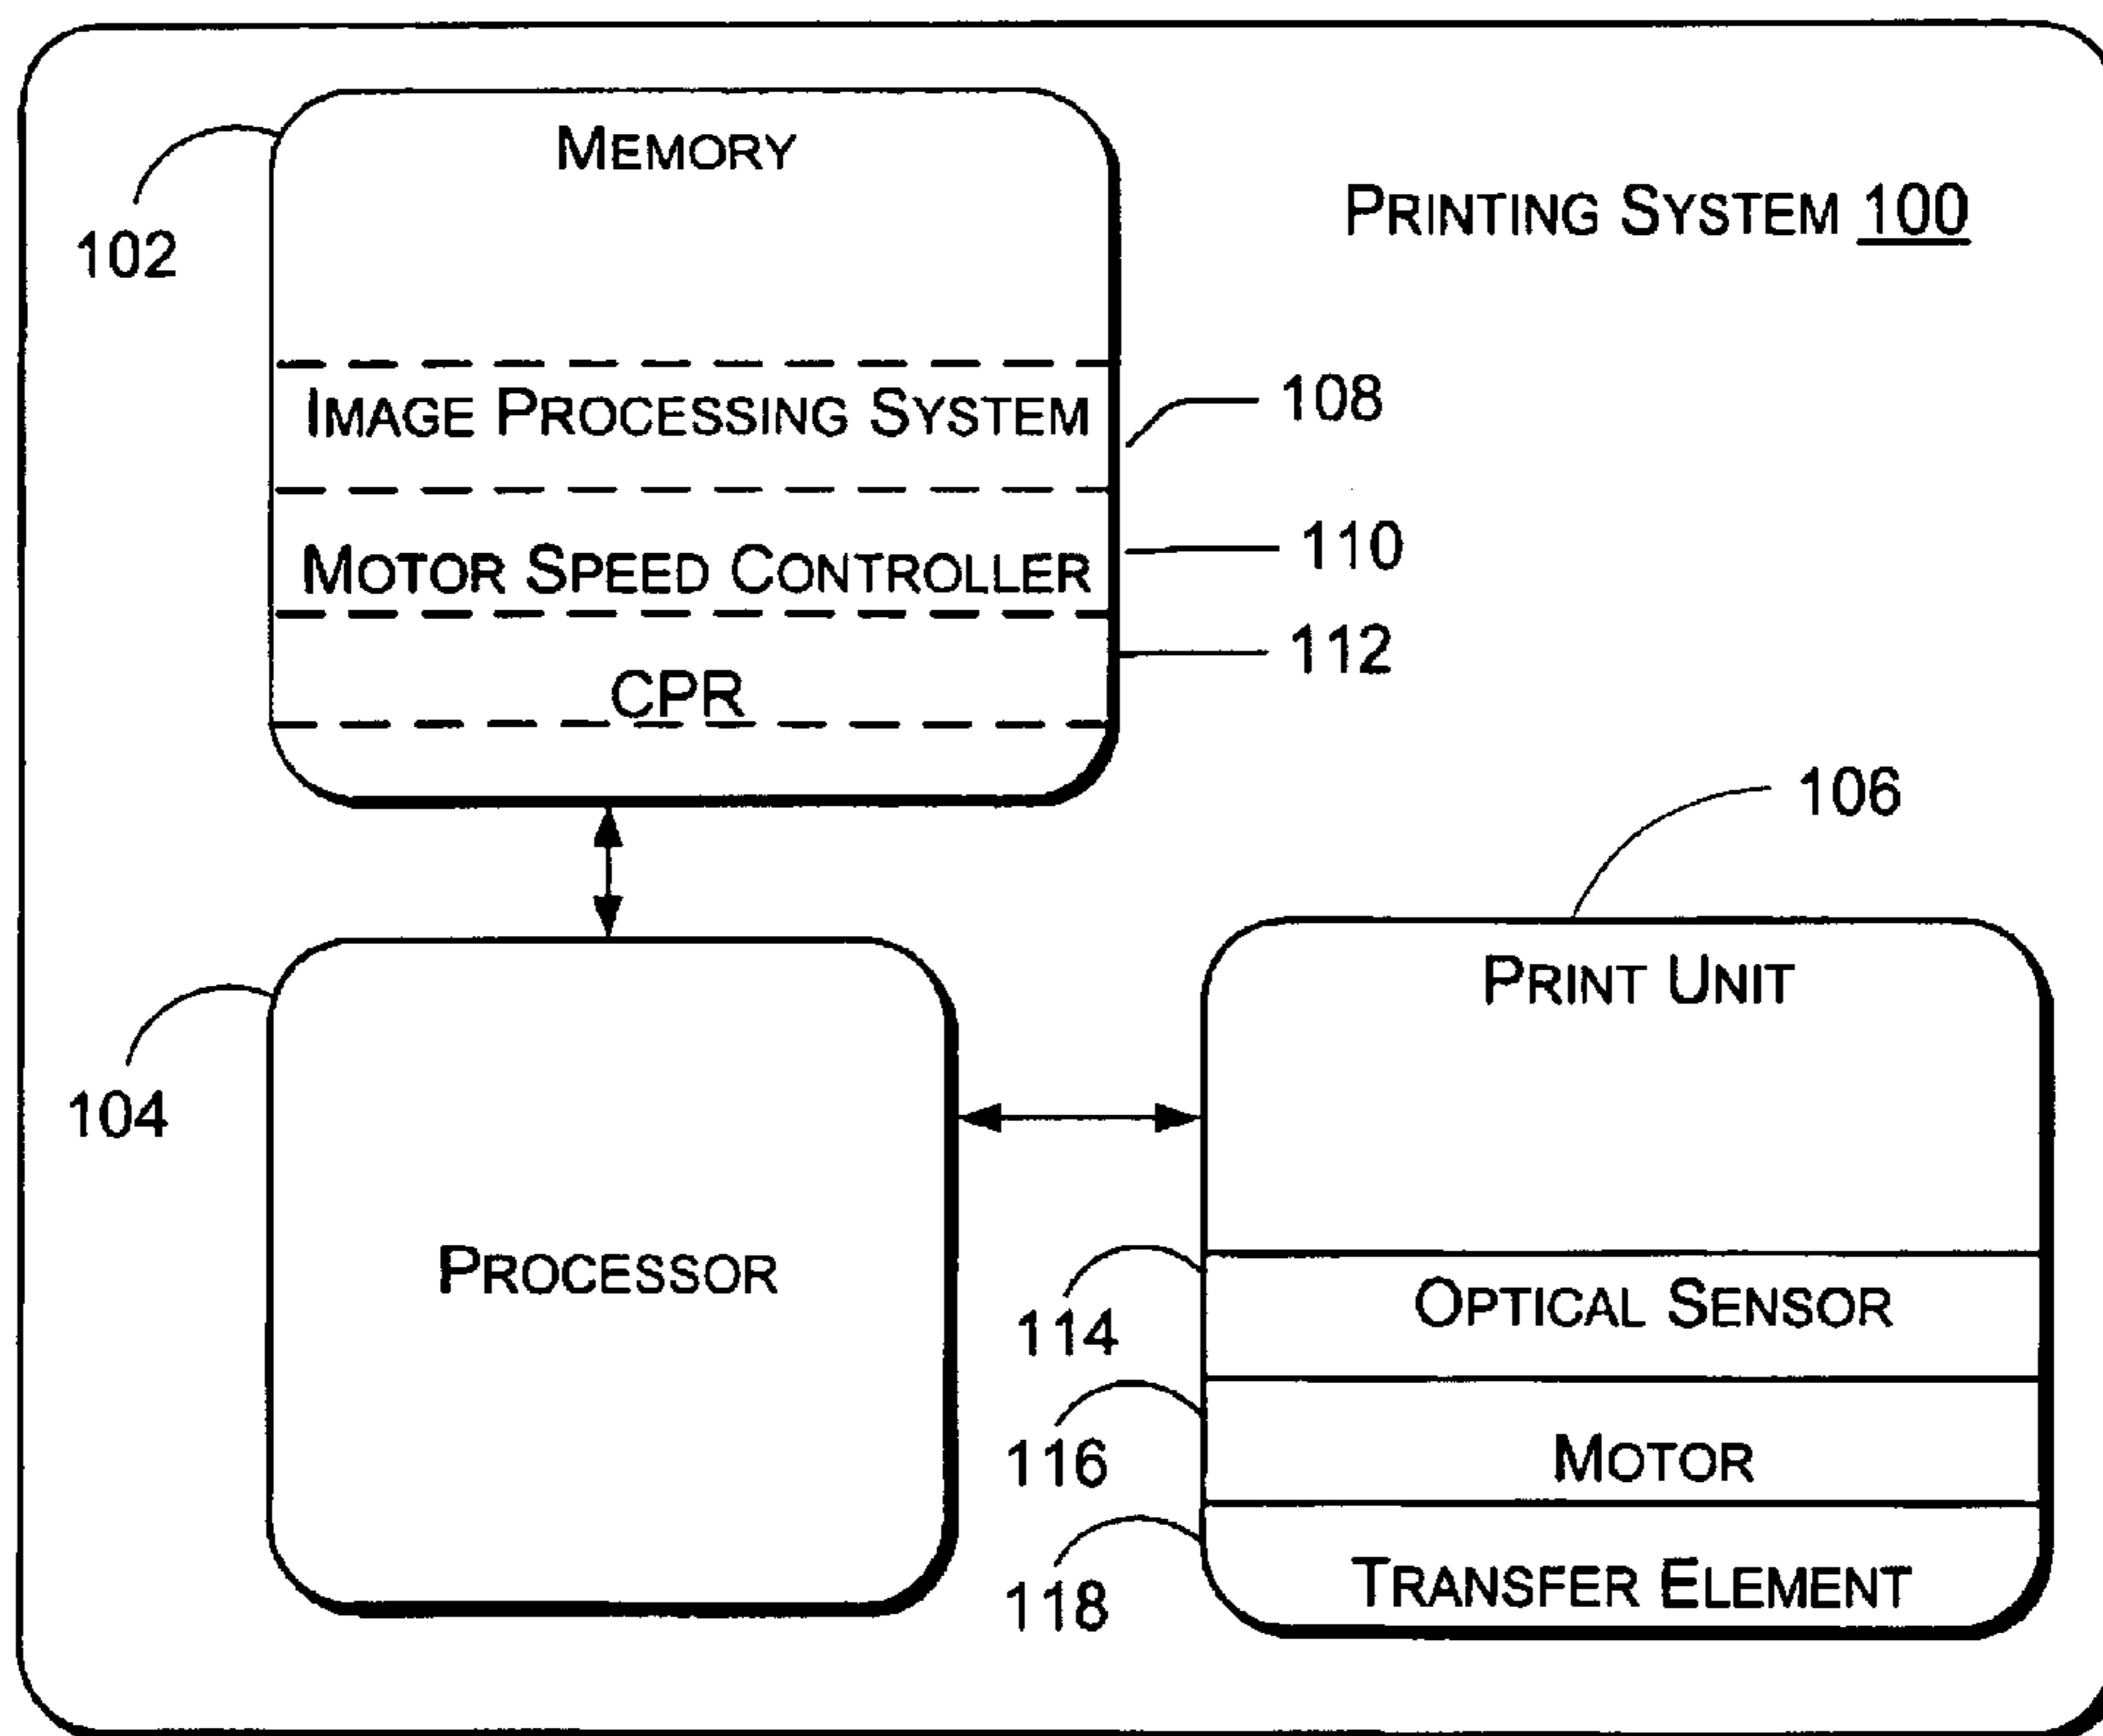 MEMORY
PRINTING SYSTEM 100
102
IMAGE PROCESSING SYSTEM
108
MOTOR SPEED CONTROLLER
110
CPR
112
106
PRINT UNIT
104
PROCESSOR
114
OPTICAL SENSOR
116
MOTOR
118
TRANSFER ELEMENT